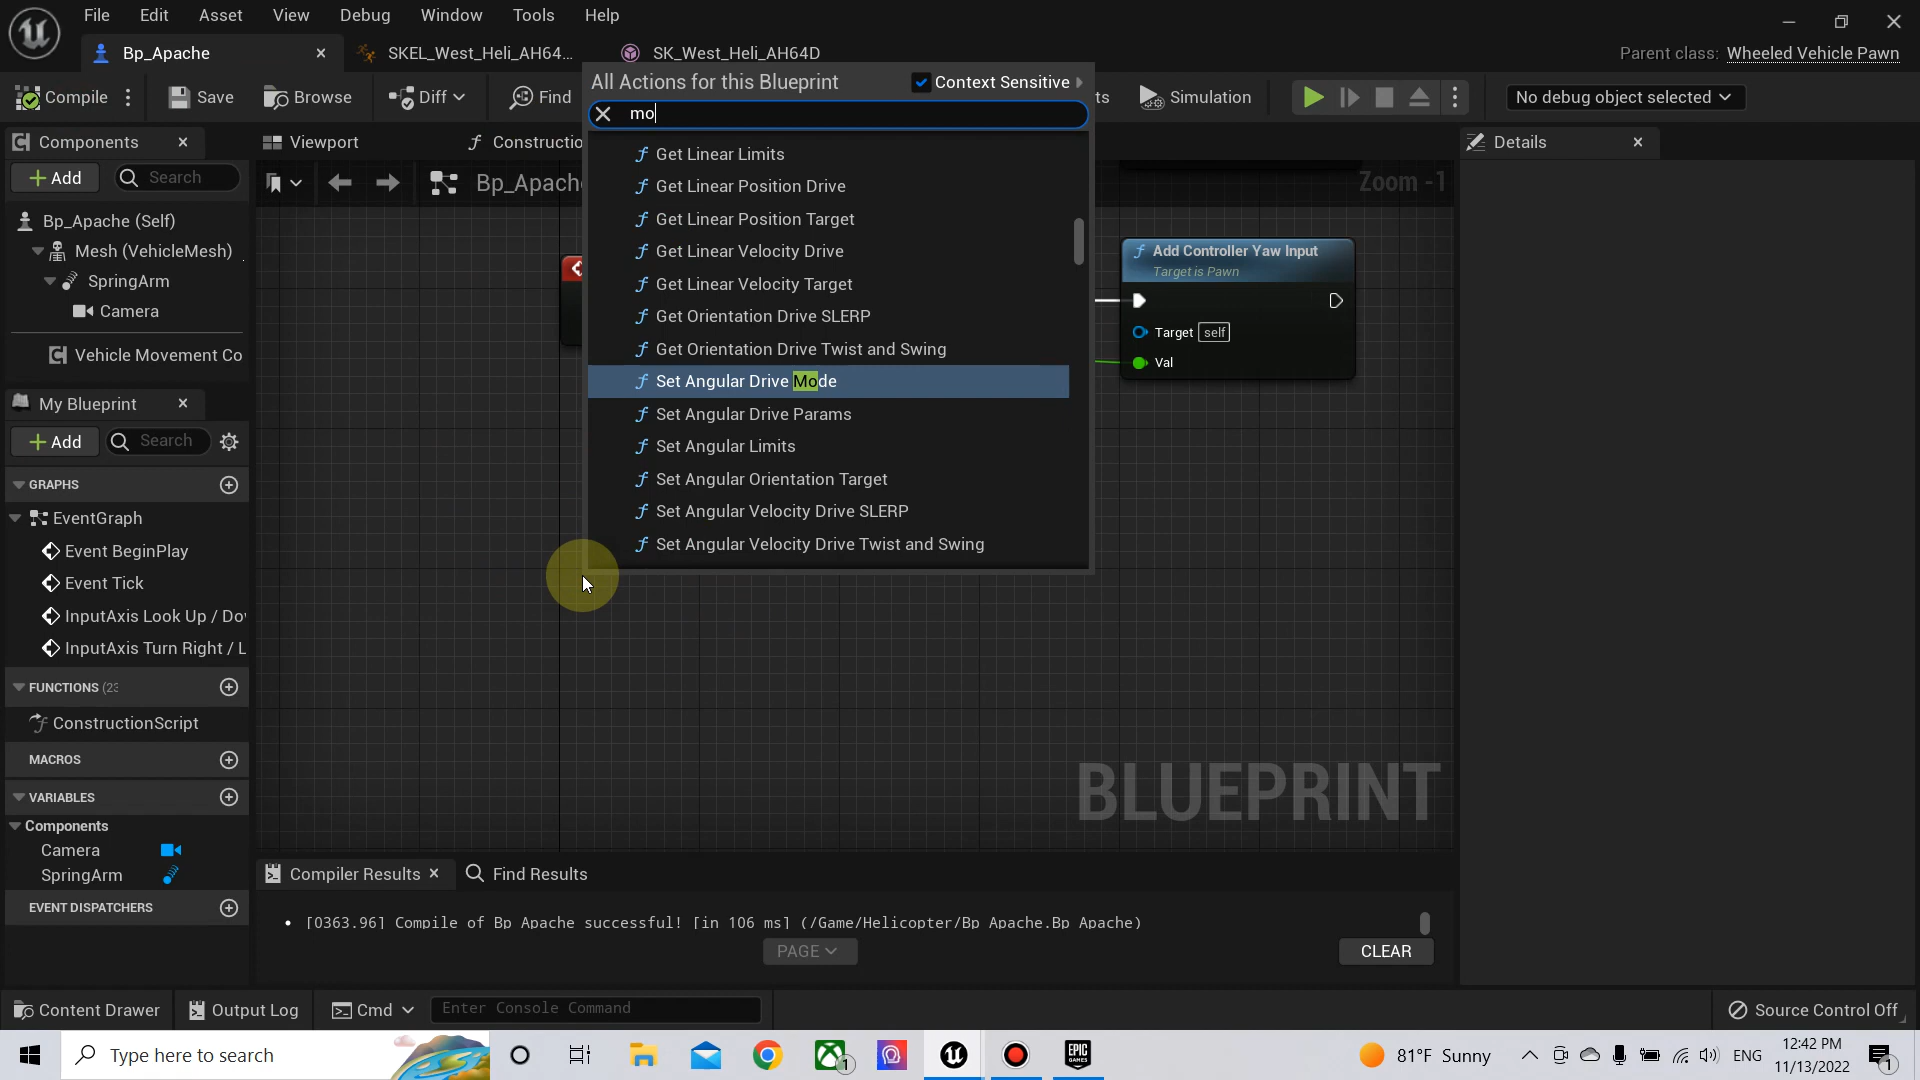 File Edit Asset View Debug Window Tools Help
Bp_Apache
SKEL_West_Heli_AH64...
SK_West_Heli_AH64D
Parent class: Wheeled Vehicle Pawn
Compile
Save
Browse
Diff
Find
ts
Simulation
No debug object selected
All Actions for this Blueprint
Context Sensitive
mo
Get Linear Limits
Get Linear Position Drive
Get Linear Position Target
Get Linear Velocity Drive
Get Linear Velocity Target
Get Orientation Drive SLERP
Get Orientation Drive Twist and Swing
Set Angular Drive Mode
Set Angular Drive Params
Set Angular Limits
Set Angular Orientation Target
Set Angular Velocity Drive SLERP
Set Angular Velocity Drive Twist and Swing
Components
Add
Search
Bp_Apache (Self)
Mesh (VehicleMesh)
SpringArm
Camera
Vehicle Movement Co
My Blueprint
Add
Search
GRAPHS
EventGraph
Event BeginPlay
Event Tick
InputAxis Look Up / Do
InputAxis Turn Right / L
FUNCTIONS (23
ConstructionScript
MACROS
VARIABLES
Components
Camera
SpringArm
EVENT DISPATCHERS
Viewport
Constructio
Bp_Apach
Zoom -1
Add Controller Yaw Input
Target is Pawn
Target self
Val
BLUEPRINT
Details
Compiler Results
Find Results
[0363.96] Compile of Bp Apache successful! [in 106 ms] (/Game/Helicopter/Bp Apache.Bp Apache)
PAGE
CLEAR
Content Drawer
Output Log
Cmd
Enter Console Command
Source Control Off
Type here to search
1
EPIC GAMES
81°F Sunny
ENG
12:42 PM
11/13/2022
1